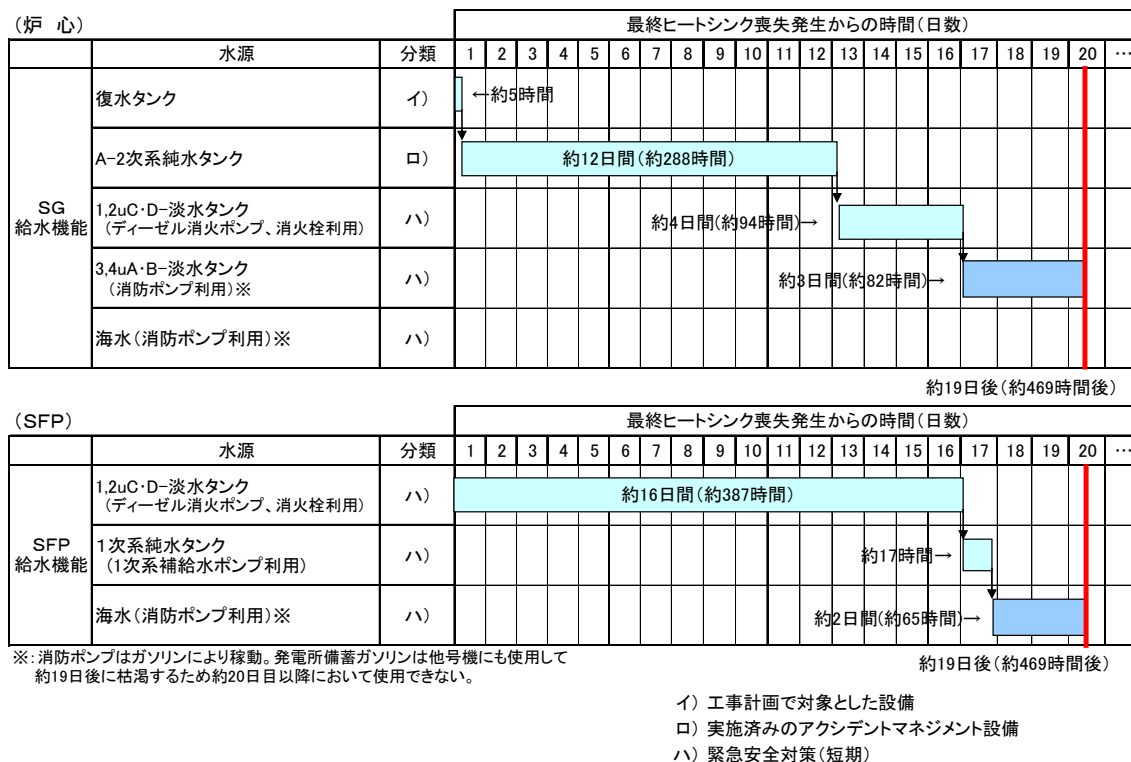 (炉 心)
最終ヒートシンク喪失発生からの時間(日数)
水源 分類 1 2 3 4 5 6 7 8 9 10 11 12 13 14 15 16 17 18 19 20 …
SG
給水機能
復水タンク イ) ←約5時間
A-2次系純水タンク ロ) 約12日間(約288時間)
1,2uC・D-淡水タンク
(ディーゼル消火ポンプ、消火栓利用) ハ) 約4日間(約94時間)→
3,4uA・B-淡水タンク
(消防ポンプ利用)※ ハ) 約3日間(約82時間)→
海水(消防ポンプ利用)※ ハ)
約19日後(約469時間後)
(SFP)
最終ヒートシンク喪失発生からの時間(日数)
水源 分類 1 2 3 4 5 6 7 8 9 10 11 12 13 14 15 16 17 18 19 20 …
SFP
給水機能
1,2uC・D-淡水タンク
(ディーゼル消火ポンプ、消火栓利用) ハ) 約16日間(約387時間)
1次系純水タンク
(1次系補給水ポンプ利用) ハ) 約17時間→
海水(消防ポンプ利用)※ ハ) 約2日間(約65時間)→
約19日後(約469時間後)
※:消防ポンプはガソリンにより稼動。発電所備蓄ガソリンは他号機にも使用して
約19日後に枯渇するため約20日目以降において使用できない。
イ) 工事計画で対象とした設備
ロ) 実施済みのアクシデントマネジメント設備
ハ) 緊急安全対策(短期)